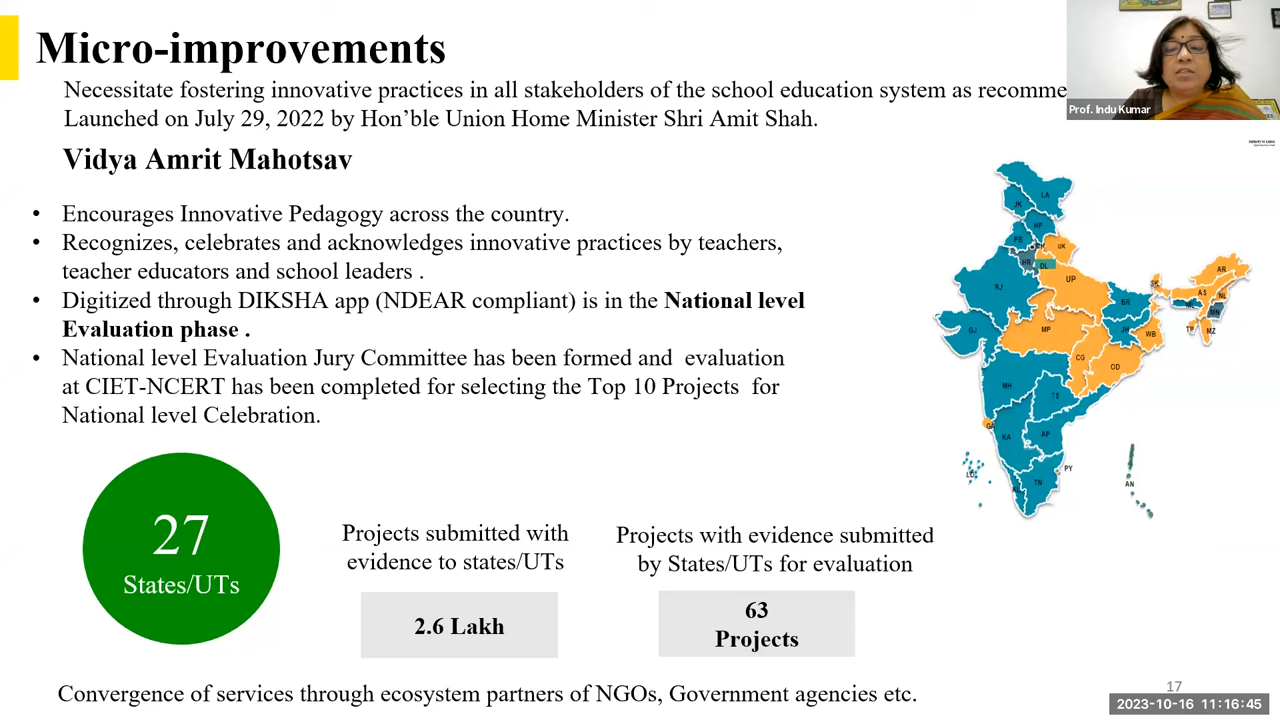 Micro-improvements
Necessitate fostering innovative practices in all stakeholders of the school education system as recomme
Launched on July 29, 2022 by Hon’ble Union Home Minister Shri Amit Shah.
Prof. Indu Kumar
Vidya Amrit Mahotsav
• Encourages Innovative Pedagogy across the country.
• Recognizes, celebrates and acknowledges innovative practices by teachers,
teacher educators and school leaders .
• Digitized through DIKSHA app (NDEAR compliant) is in the National level
Evaluation phase .
• National level Evaluation Jury Committee has been formed and evaluation
at CIET-NCERT has been completed for selecting the Top 10 Projects for
National level Celebration.
LA
JK
HP
PB
UK
HR
DL
RJ
UP
SK
AR
AS
NL
MN
MZ
BR
GJ
MP
JH
WB
CG
OD
MH
TS
KA
AP
PY
TN
AN
27
States/UTs
Projects submitted with
evidence to states/UTs
2.6 Lakh
Projects with evidence submitted
by States/UTs for evaluation
63
Projects
Convergence of services through ecosystem partners of NGOs, Government agencies etc.
17
2023-10-16 11:16:45